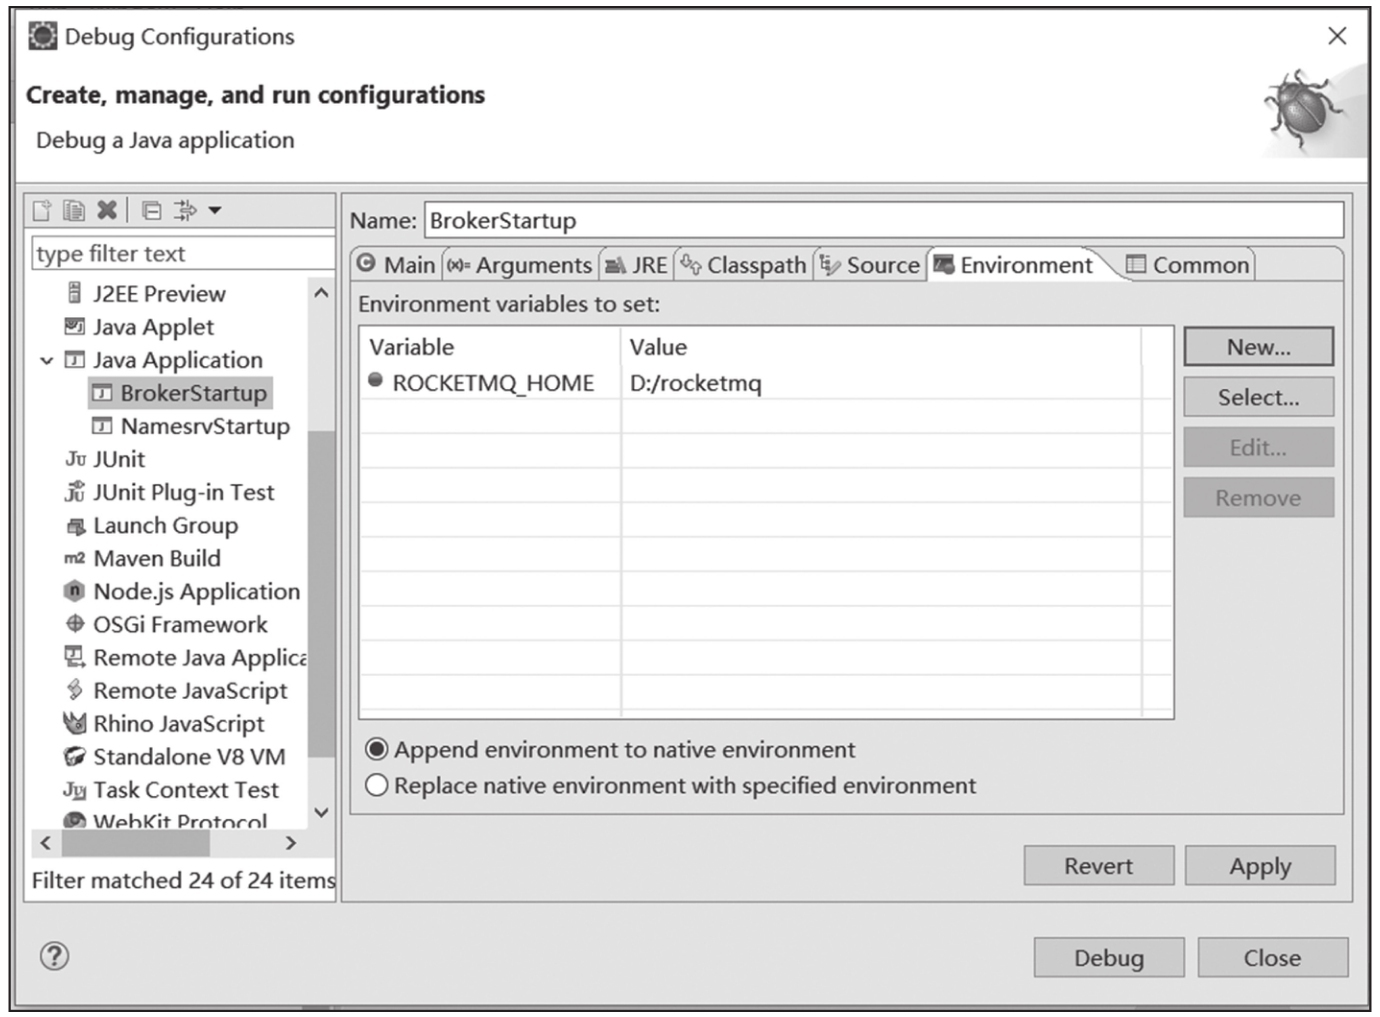 Debug Configurations
Create, manage, and run configurations
Debug a Java application
type filter text
J2EE Preview
Java Applet
Java Application
BrokerStartup
NamesrvStartup
JUnit
JUnit Plug-in Test
Launch Group
Maven Build
Node.js Application
OSGi Framework
Remote Java Applica
Remote JavaScript
Rhino JavaScript
Standalone V8 VM
Task Context Test
WebKit Protocol
Filter matched 24 of 24 items
Name: BrokerStartup
Main Arguments JRE Classpath Source Environment Common
Environment variables to set:
Variable Value
ROCKETMQ_HOME D:/rocketmq
New...
Select...
Edit...
Remove
Append environment to native environment
Replace native environment with specified environment
Revert Apply
Debug Close